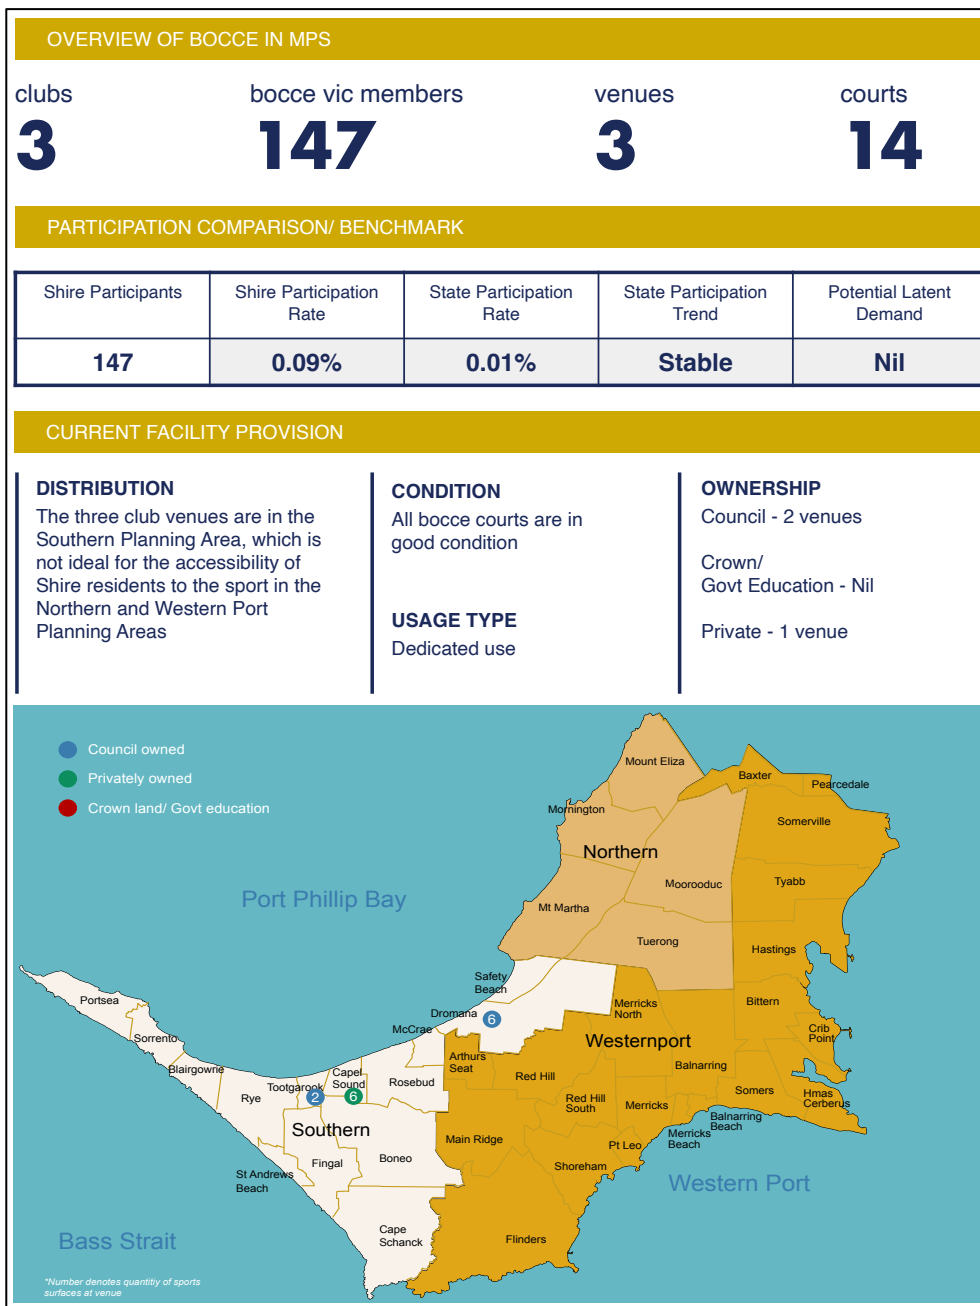 OVERVIEW OF BOCCE IN MPS
clubs
bocce vic members
venues
courts
3
147
3
14
PARTICIPATION COMPARISON/ BENCHMARK
Shire Participants
Shire Participation
Rate
State Participation
Rate
State Participation
Trend
Potential Latent
Demand
147
0.09%
0.01%
Stable
Nil
CURRENT FACILITY PROVISION
DISTRIBUTION
The three club venues are in the
Southern Planning Area, which is
not ideal for the accessibility of
Shire residents to the sport in the
Northern and Western Port
Planning Areas
CONDITION
All bocce courts are in
good condition
USAGE TYPE
Dedicated use
OWNERSHIP
Council - 2 venues
Crown/
Govt Education - Nil
Private - 1 venue
Council owned
Privately owned
Crown land/ Govt education
Mount Eliza
Baxter
Pearcedale
Mornington
Somerville
Northern
Moorooduc
Tyabb
Port Phillip Bay
Mt Martha
Tuerong
Hastings
Safety
Beach
Portsea
Dromana
6
Merricks
North
Bittern
Sorrento
McCrae
Crib
Point
Westernport
Blairgowrie
Arthurs
Seat
Balnarring
Capel
Sound
Rosebud
Red Hill
Tootgarook
Rye
2
6
Red Hill
South
Merricks
Somers
Hmas
Cerberus
Balnarring
Beach
Southern
Main Ridge
Merricks
Beach
Pt Leo
Fingal
Boneo
Shoreham
St Andrews
Beach
Western Port
Cape
Schanck
Flinders
Bass Strait
*Number denotes quantitiy of sports
surfaces at venue